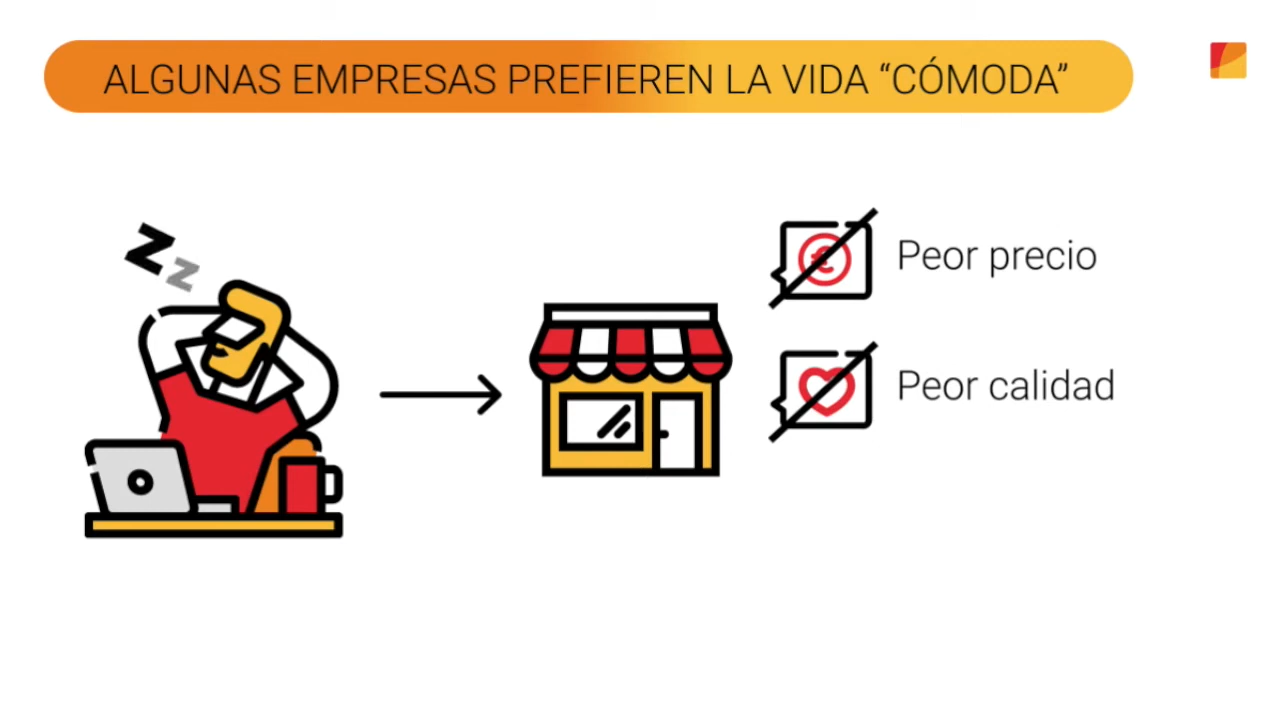 ALGUNAS EMPRESAS PREFIEREN LA VIDA “CÓMODA”
Z
z
€
Peor precio
Peor calidad